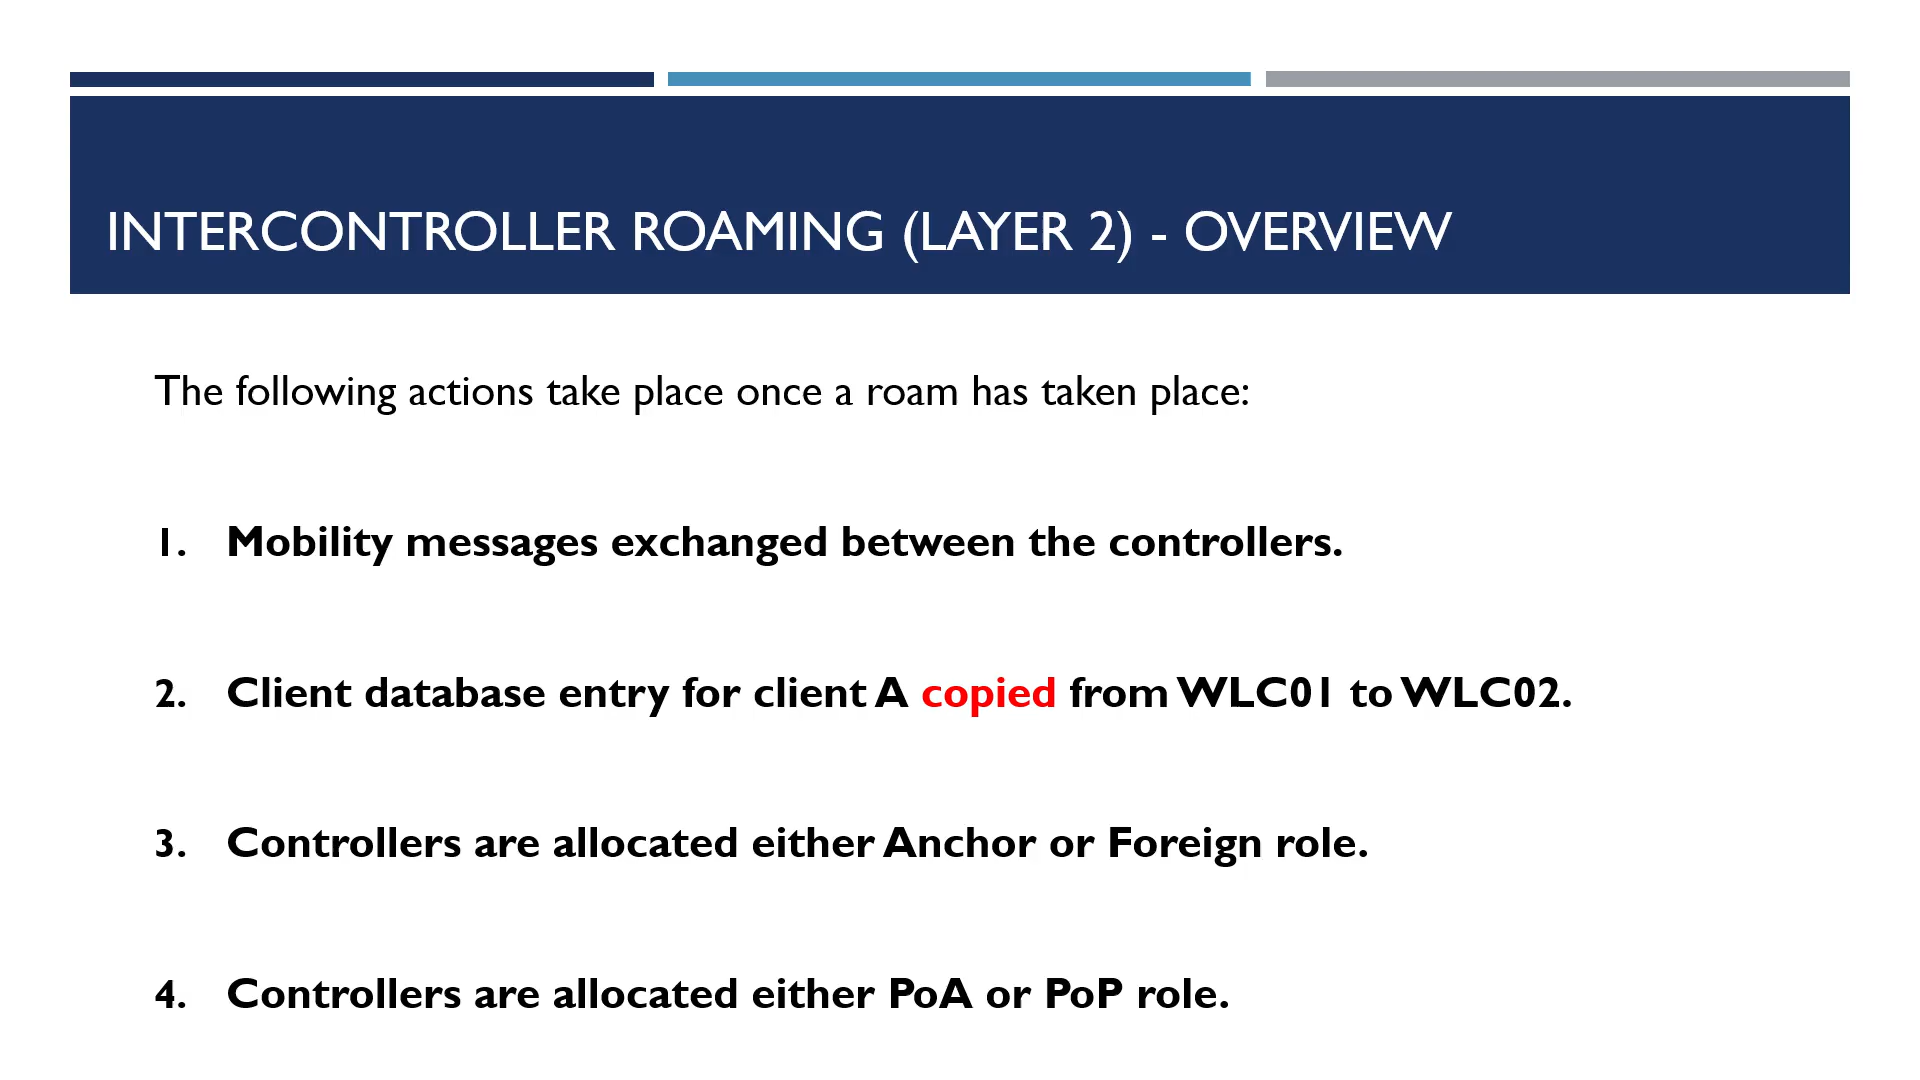 INTERCONTROLLER ROAMING (LAYER 2) - OVERVIEW
The following actions take place once a roam has taken place:
1. Mobility messages exchanged between the controllers.
2. Client database entry for client A copied from WLC01 to WLC02.
3. Controllers are allocated either Anchor or Foreign role.
4. Controllers are allocated either PoA or PoP role.